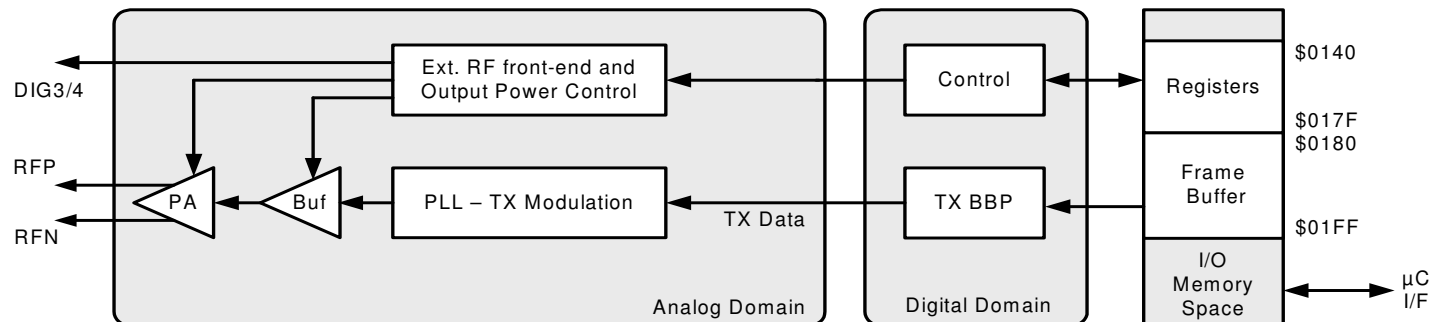 DIG3/4
RFP
RFN
Ext. RF front-end and
Output Power Control
PA
Buf
PLL – TX Modulation
TX Data
Analog Domain
Control
TX BBP
Digital Domain
Registers
Frame
Buffer
I/O
Memory
Space
$0140
$017F
$0180
$01FF
µC
I/F